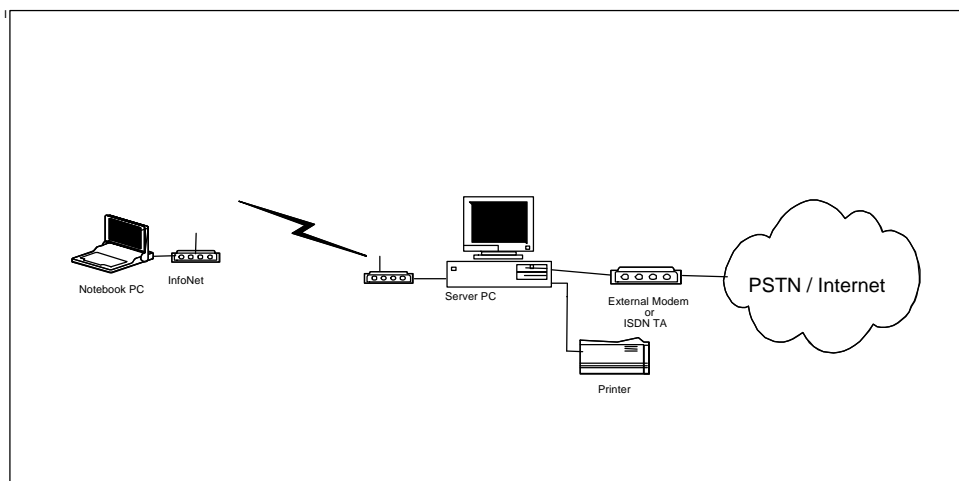 Notebook PC
InfoNet
Server PC
External Modem
or
ISDN TA
PSTN / Internet
Printer